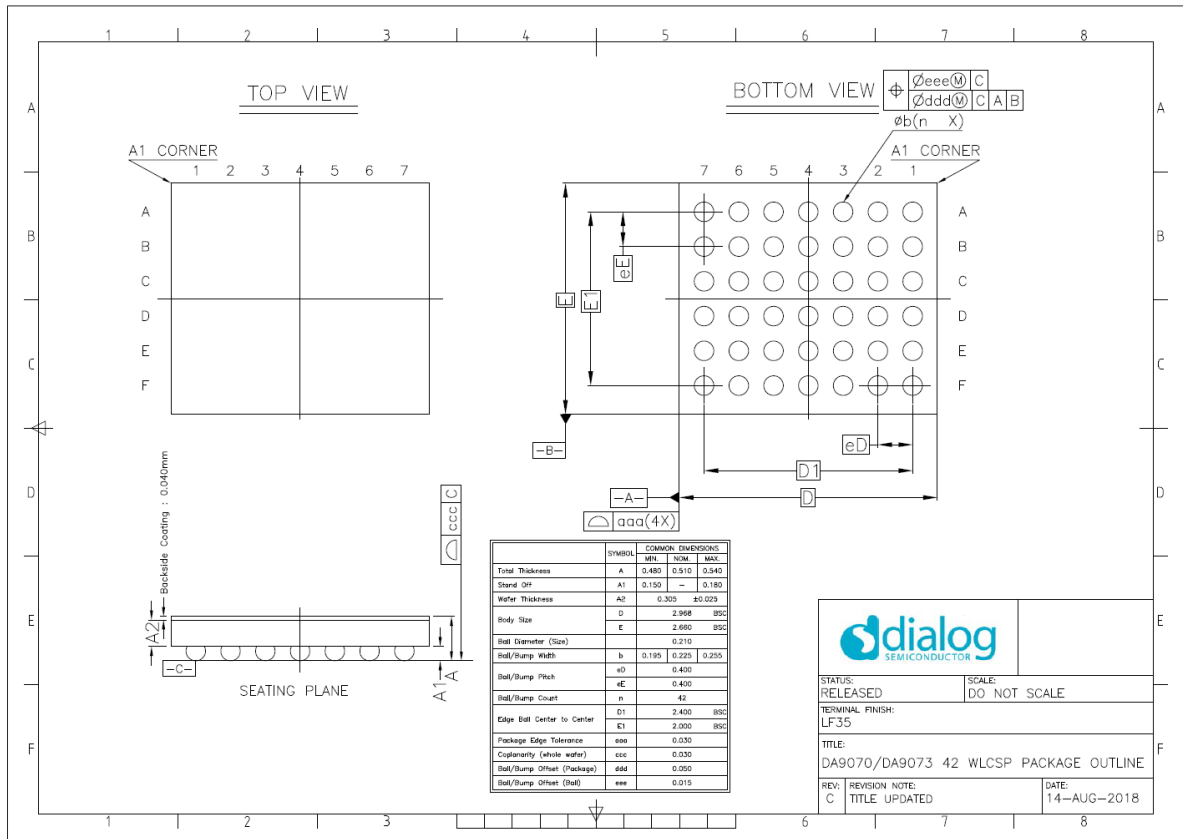 1 2 3 4 5 6 7 8
A A
B B
C C
D D
E E
F F
TOP VIEW
A1 CORNER
1 2 3 4 5 6 7
A
B
C
D
E
F
BOTTOM VIEW
⌖ Øeee Ⓜ C
Øddd Ⓜ C A B
øb(n X)
A1 CORNER
7 6 5 4 3 2 1
A
B
C
D
E
F
eE
E1
E
-B-
eD
D1
-A-
D
aaa(4X)
Backside Coating : 0.040mm
ccc C
A2
-C-
A1
A
SEATING PLANE
SYMBOL COMMON DIMENSIONS
MIN. NOM. MAX.
Total Thickness A 0.480 0.510 0.540
Stand Off A1 0.150 – 0.180
Wafer Thickness A2 0.305 ±0.025
Body Size D 2.968 BSC
E 2.660 BSC
Ball Diameter (Size) 0.210
Ball/Bump Width b 0.195 0.225 0.255
Ball/Bump Pitch eD 0.400
eE 0.400
Ball/Bump Count n 42
Edge Ball Center to Center D1 2.400 BSC
E1 2.000 BSC
Package Edge Tolerance aaa 0.030
Coplanarity (whole wafer) ccc 0.030
Ball/Bump Offset (Package) ddd 0.050
Ball/Bump Offset (Ball) eee 0.015
dialog
SEMICONDUCTOR
STATUS: SCALE:
RELEASED DO NOT SCALE
TERMINAL FINISH:
LF35
TITLE:
DA9070/DA9073 42 WLCSP PACKAGE OUTLINE
REV: REVISION NOTE: DATE:
C TITLE UPDATED 14-AUG-2018
1 2 3 6 7 8